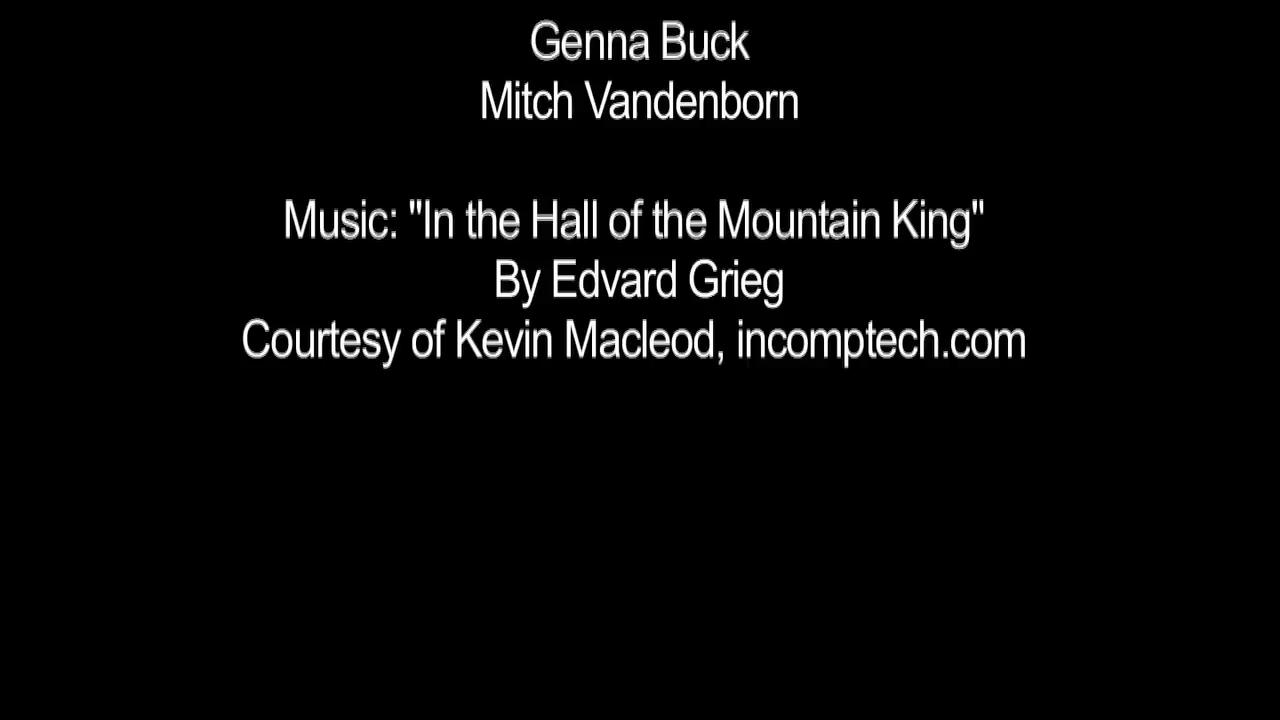 Genna Buck
Mitch Vandenborn
Music: "In the Hall of the Mountain King"
By Edvard Grieg
Courtesy of Kevin Macleod, incomptech.com